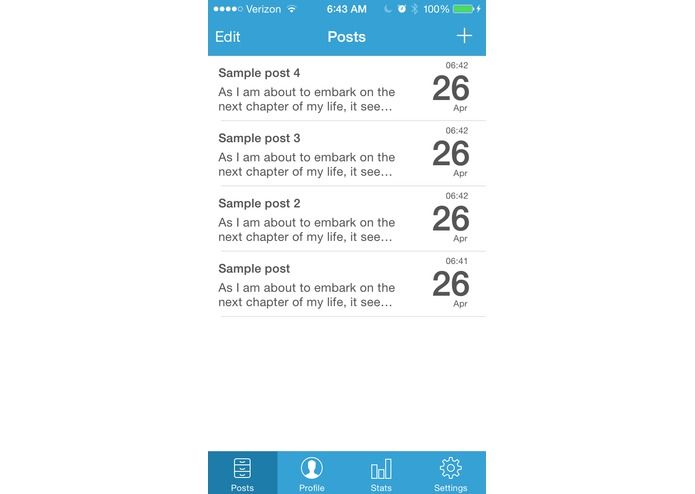 Verizon 6:43 AM 100%
Edit Posts +
Sample post 4
As I am about to embark on the
next chapter of my life, it see...
06:42
26
Apr
Sample post 3
As I am about to embark on the
next chapter of my life, it see...
06:42
26
Apr
Sample post 2
As I am about to embark on the
next chapter of my life, it see...
06:42
26
Apr
Sample post
As I am about to embark on the
next chapter of my life, it see...
06:41
26
Apr
Posts Profile Stats Settings